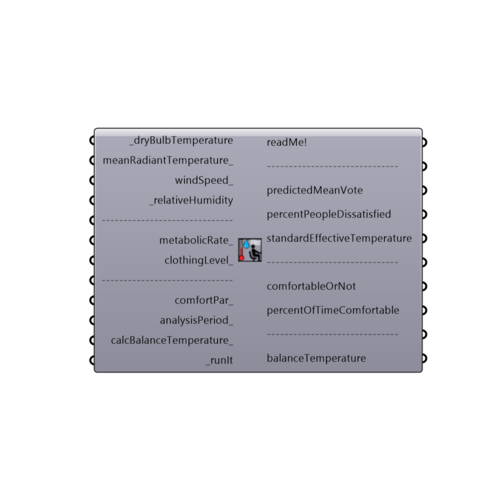 _dryBulbTemperature
meanRadiantTemperature_
windSpeed_
_relativeHumidity
--------------------------------
metabolicRate_
clothingLevel_
--------------------------------
comfortPar_
analysisPeriod_
calcBalanceTemperature_
_runIt
readMe!
--------------------------------
predictedMeanVote
percentPeopleDissatisfied
standardEffectiveTemperature
--------------------------------
comfortableOrNot
percentOfTimeComfortable
--------------------------------
balanceTemperature